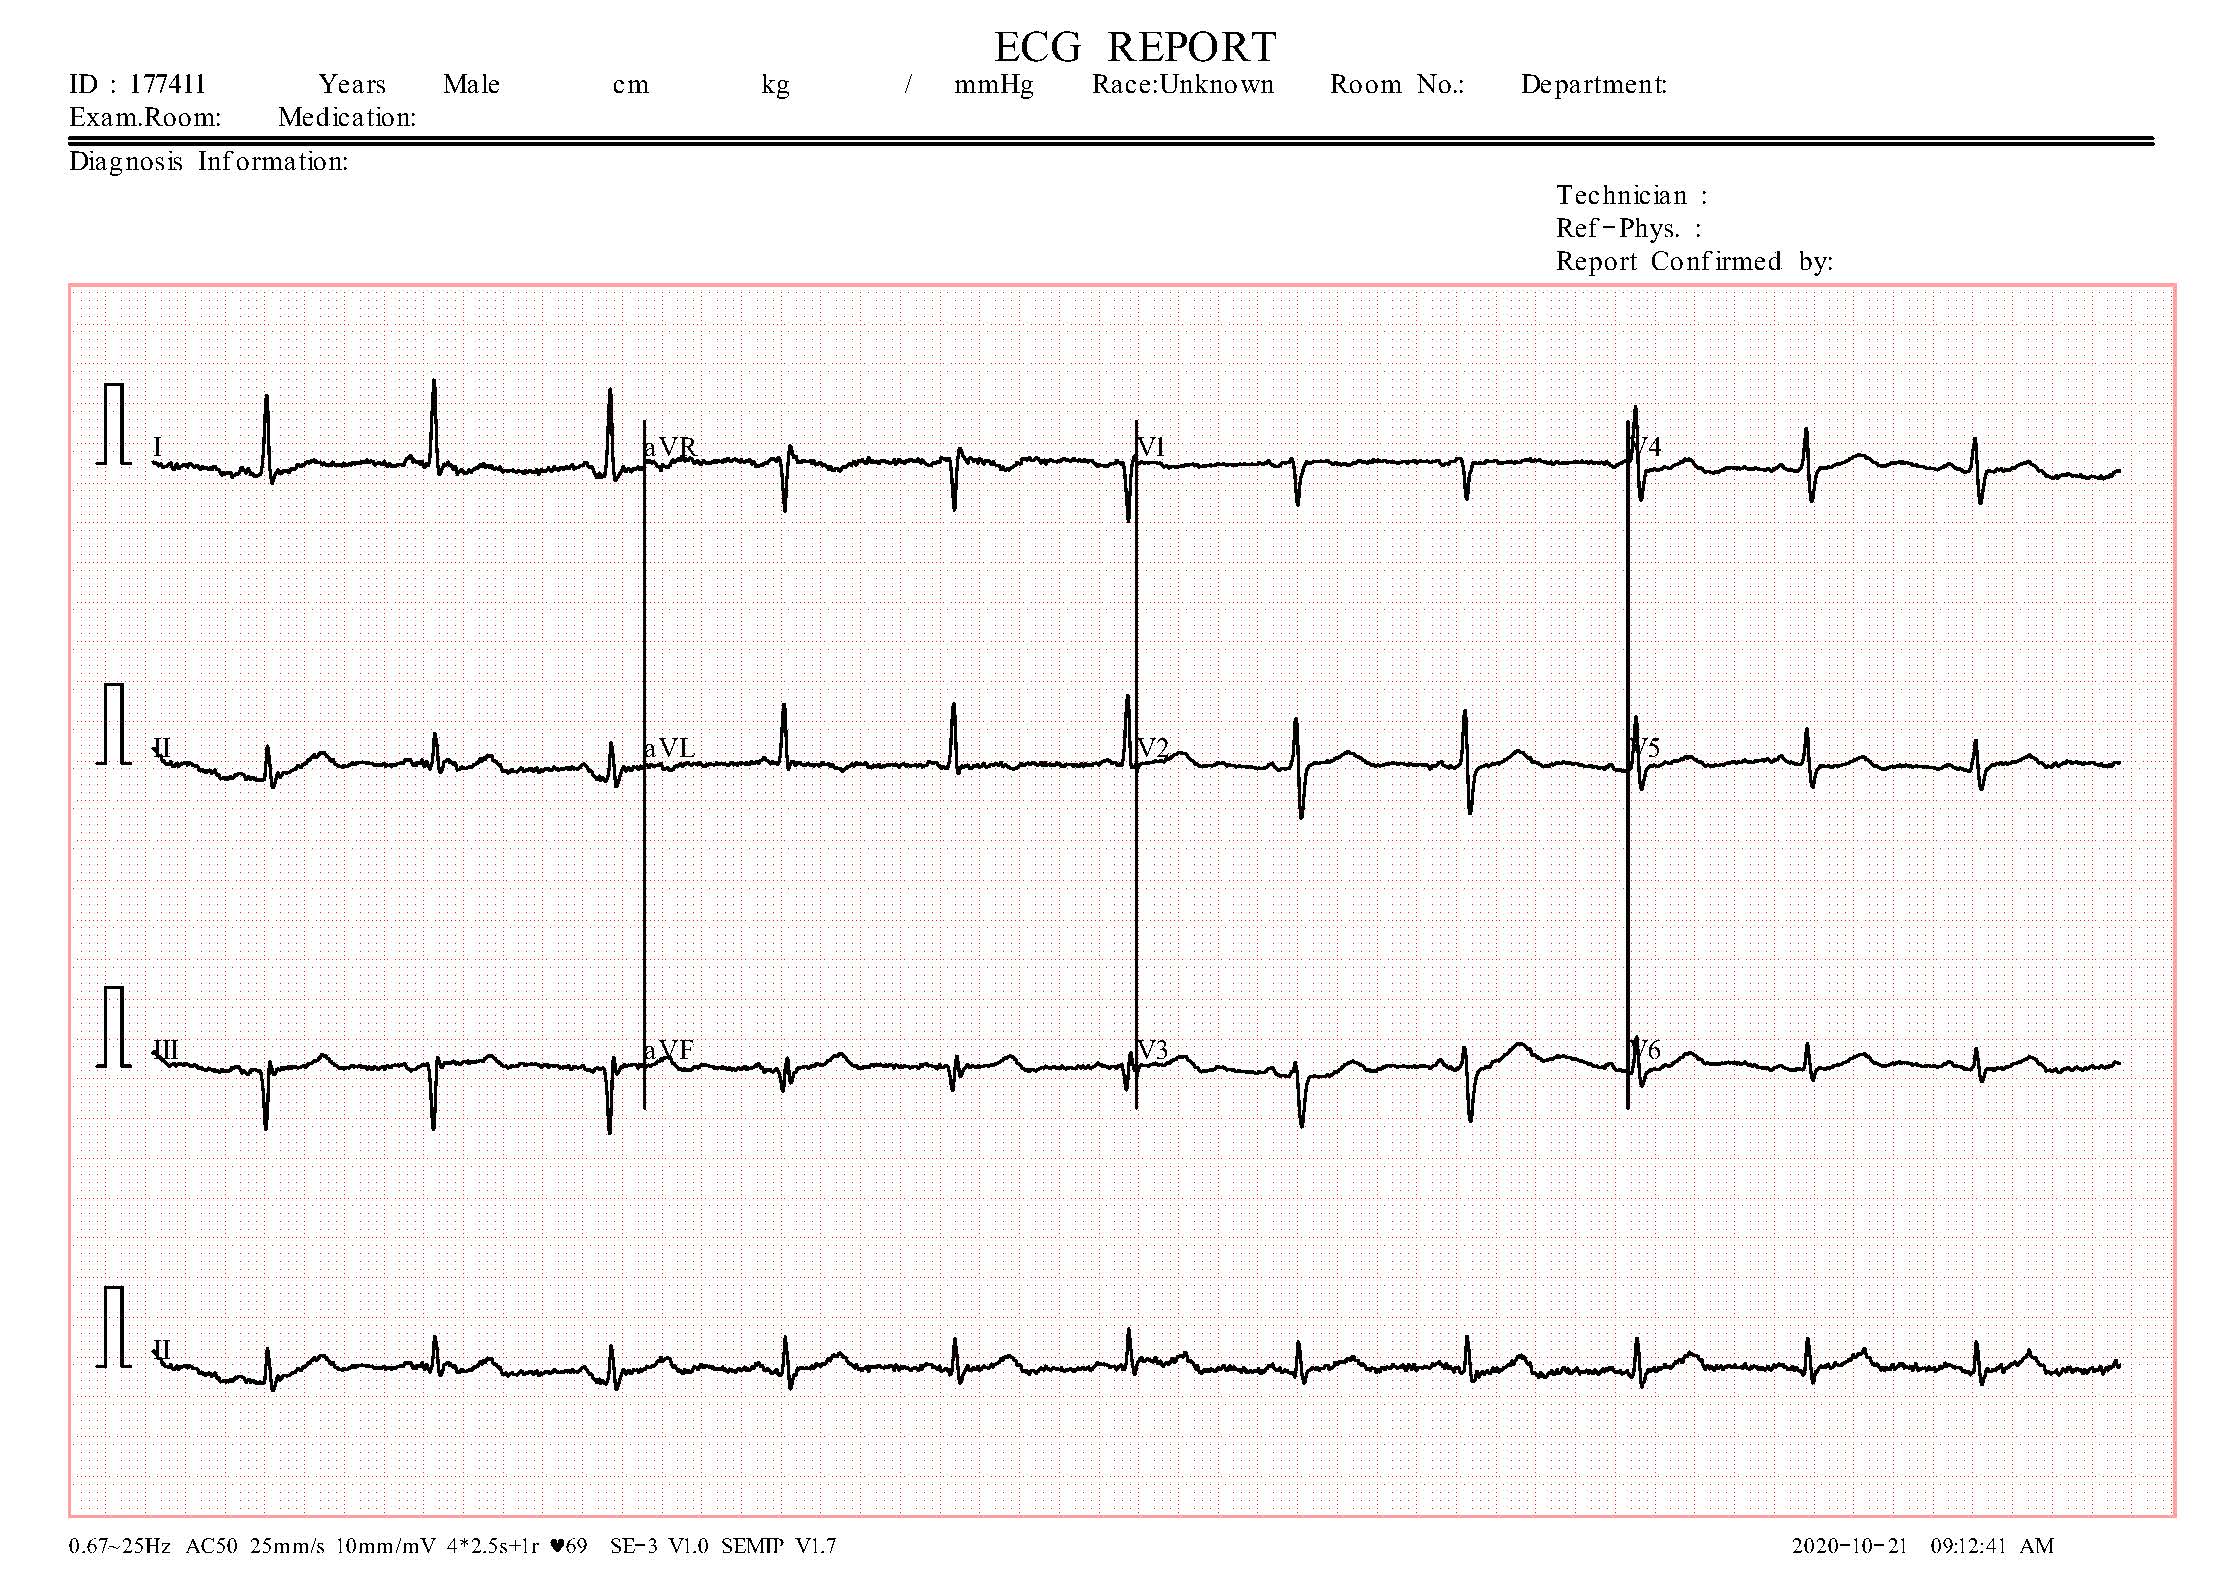 ECG REPORT
ID : 177411 Years Male cm kg / mmHg Race:Unknown Room No.: Department:
Exam.Room: Medication:
Diagnosis Information:
Technician :
Ref-Phys. :
Report Confirmed by:
I aVR V1 V4
II aVL V2 V5
III aVF V3 V6
II
0.67~25Hz AC50 25mm/s 10mm/mV 4*2.5s+1r ♥69 SE-3 V1.0 SEMIP V1.7 2020-10-21 09:12:41 AM